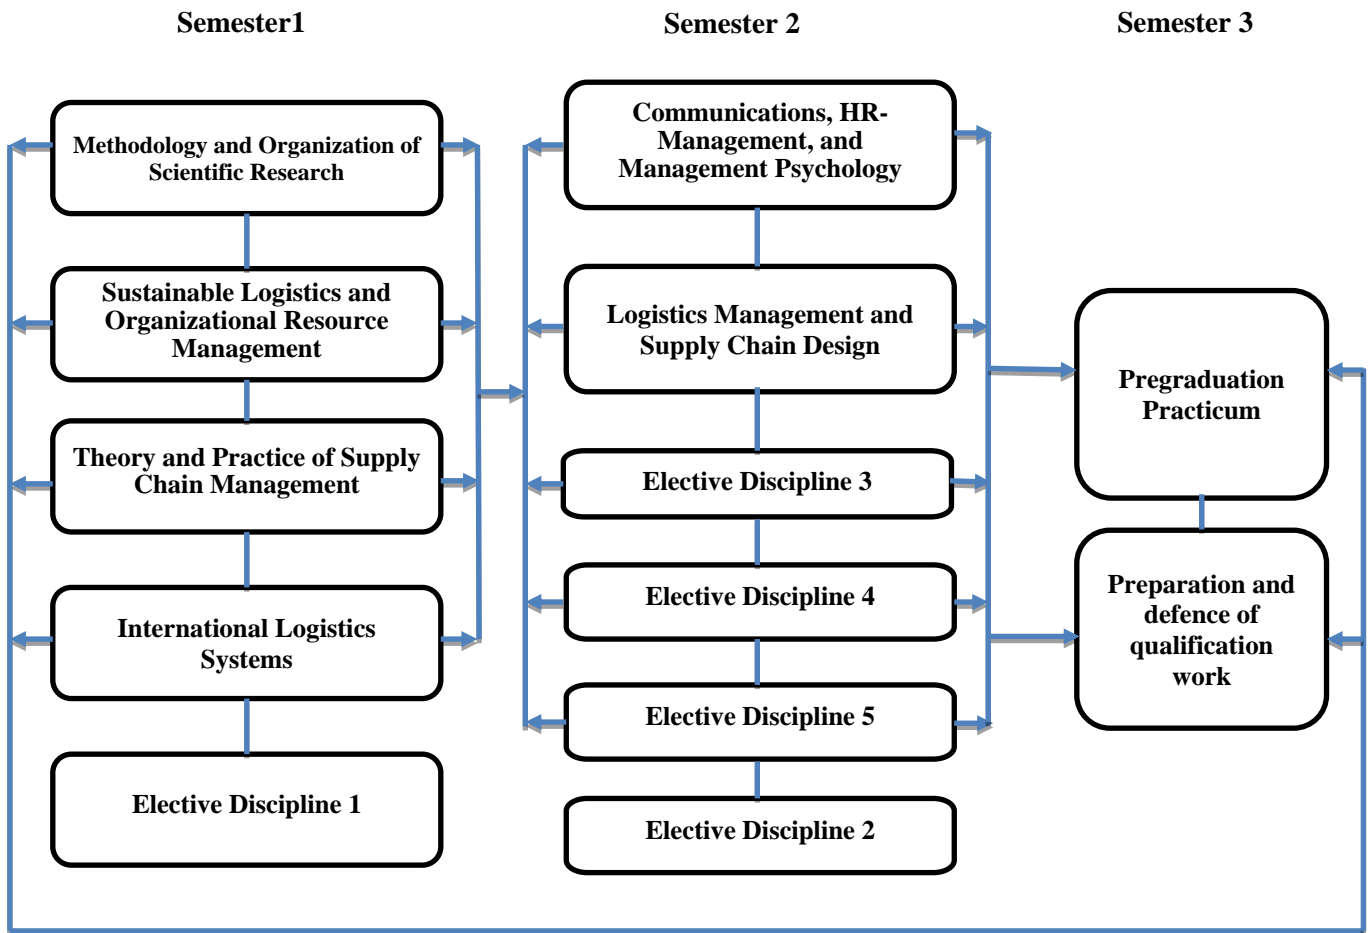 Semester1
Semester 2
Semester 3
Methodology and Organization of
Scientific Research
Sustainable Logistics and
Organizational Resource
Management
Theory and Practice of Supply
Chain Management
International Logistics
Systems
Elective Discipline 1
Communications, HR-
Management, and
Management Psychology
Logistics Management and
Supply Chain Design
Elective Discipline 3
Elective Discipline 4
Elective Discipline 5
Elective Discipline 2
Pregraduation
Practicum
Preparation and
defence of
qualification
work